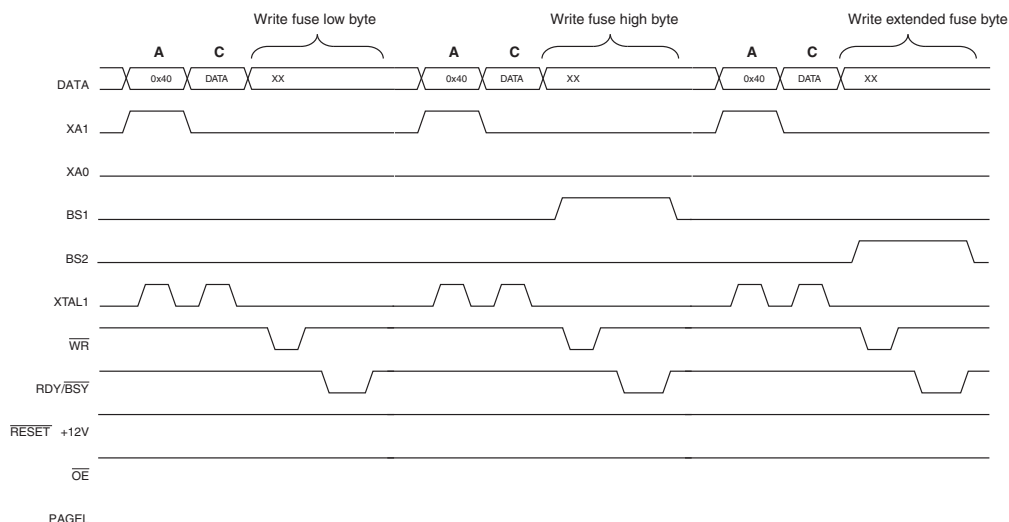 Write fuse low byte Write fuse high byte Write extended fuse byte
A C A C A C
DATA 0x40 DATA XX 0x40 DATA XX 0x40 DATA XX
XA1
XA0
BS1
BS2
XTAL1
WR
RDY/BSY
RESET +12V
OE
PAGEL